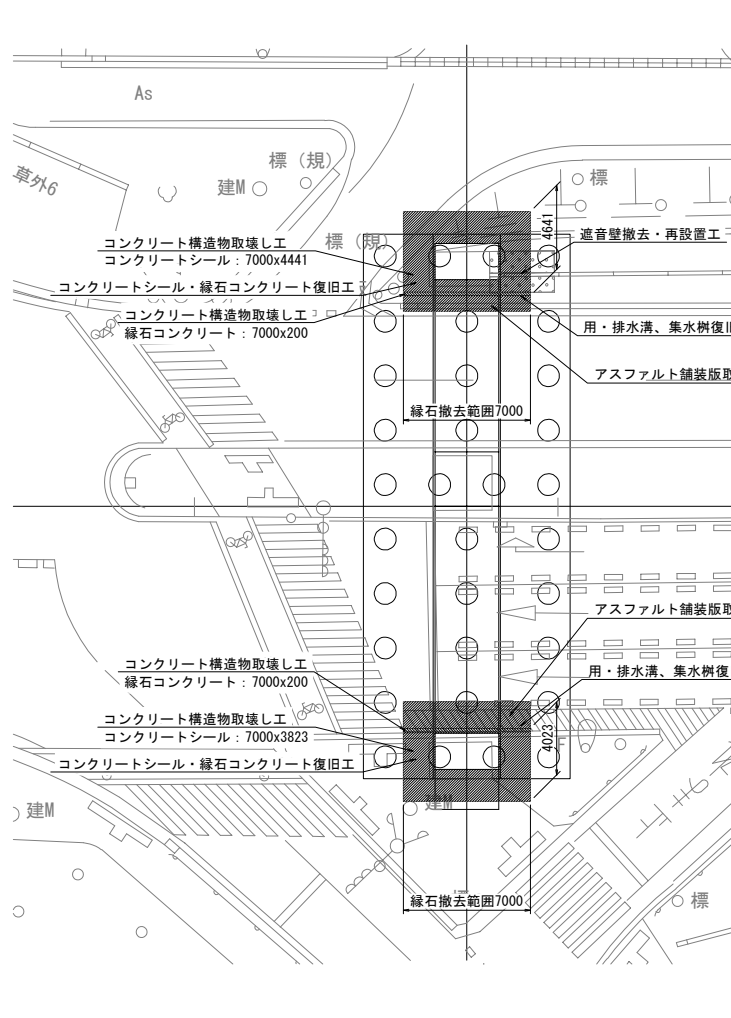 As
標（規）
標
草外6
建M
標（規）
4641
遮音壁撤去・再設置工
コンクリート構造物取壊し工
コンクリートシール：7000x4441
コンクリートシール・縁石コンクリート復旧工
コンクリート構造物取壊し工
縁石コンクリート：7000x200
用・排水溝、集水桝復旧
アスファルト舗装版取
縁石撤去範囲7000
アスファルト舗装版取
コンクリート構造物取壊し工
縁石コンクリート：7000x200
用・排水溝、集水桝復
コンクリート構造物取壊し工
コンクリートシール：7000x3823
4023
コンクリートシール・縁石コンクリート復旧工
建M
建M
縁石撤去範囲7000
標